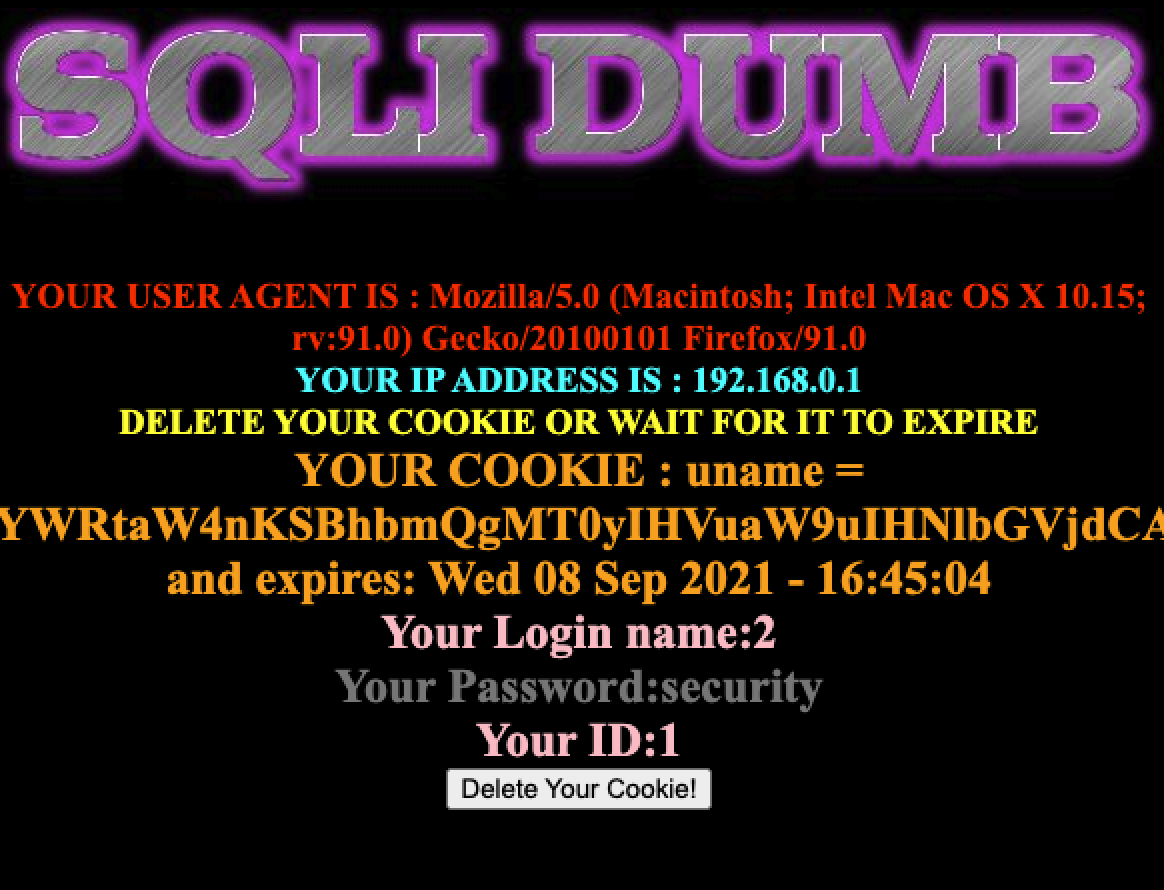 SQLI DUMB
YOUR USER AGENT IS : Mozilla/5.0 (Macintosh; Intel Mac OS X 10.15;
rv:91.0) Gecko/20100101 Firefox/91.0
YOUR IP ADDRESS IS : 192.168.0.1
DELETE YOUR COOKIE OR WAIT FOR IT TO EXPIRE
YOUR COOKIE : uname =
YWRtaW4nKSBhbmQgMT0yIHVuaW9uIHNlbGVjdCA
and expires: Wed 08 Sep 2021 - 16:45:04
Your Login name:2
Your Password:security
Your ID:1
Delete Your Cookie!